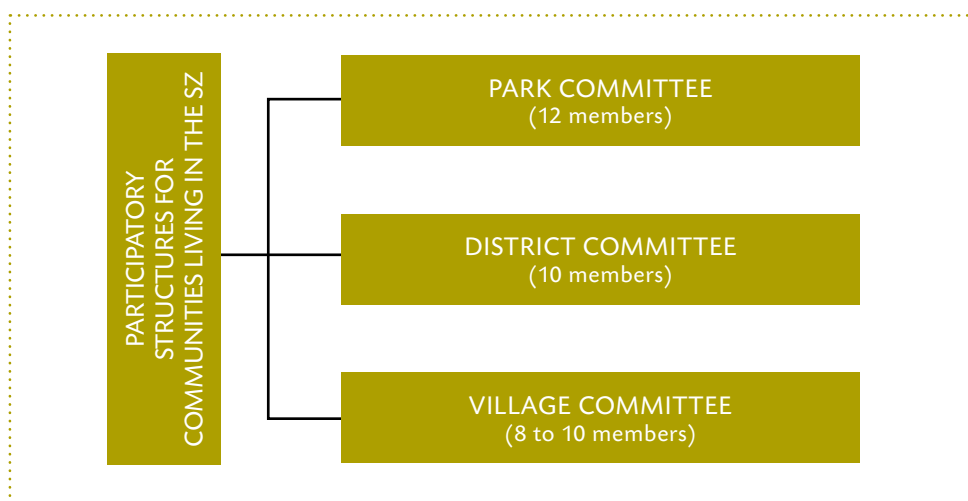 PARTICIPATORY
STRUCTURES FOR
COMMUNITIES LIVING IN THE SZ
PARK COMMITTEE
(12 members)
DISTRICT COMMITTEE
(10 members)
VILLAGE COMMITTEE
(8 to 10 members)